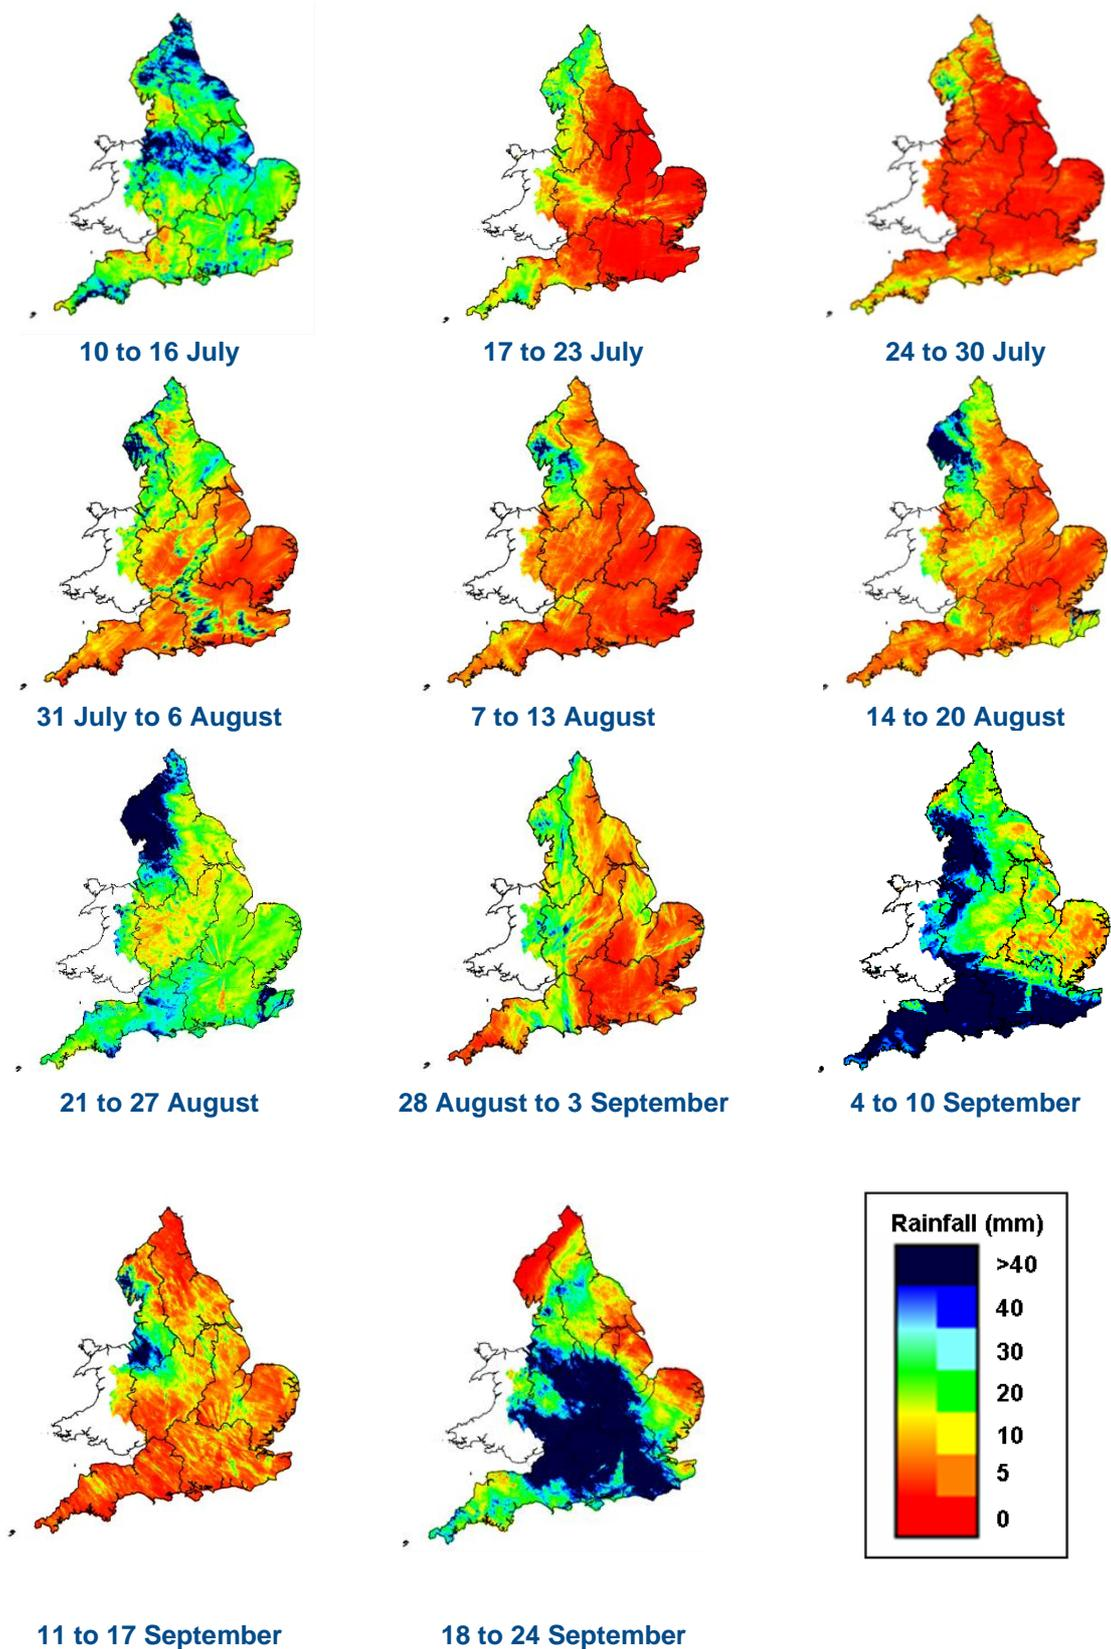 10 to 16 July
17 to 23 July
24 to 30 July
31 July to 6 August
7 to 13 August
14 to 20 August
21 to 27 August
28 August to 3 September
4 to 10 September
Rainfall (mm)
>40
40
30
20
10
5
0
11 to 17 September
18 to 24 September